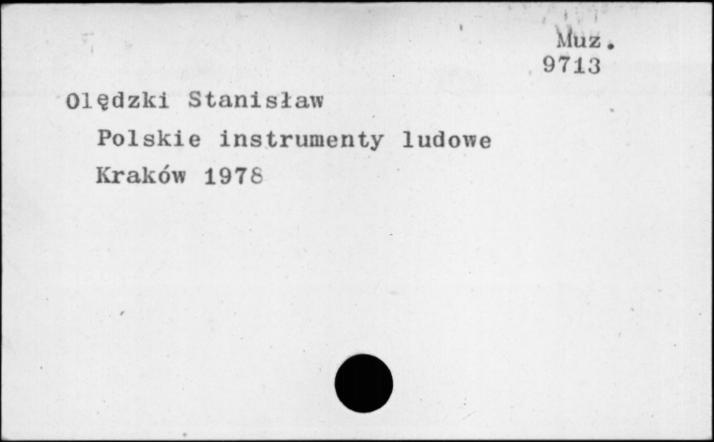 Muz.
9713
Olędzki Stanisław
Polskie instrumenty ludowe
Kraków 1978